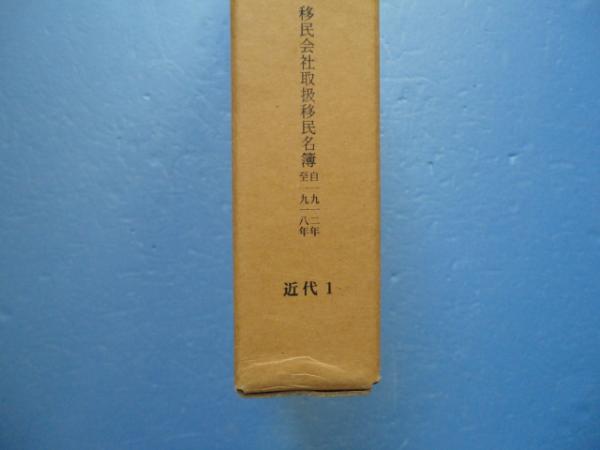 移民会社取扱移民名簿
自一九一二年
至一九一八年
近代 1